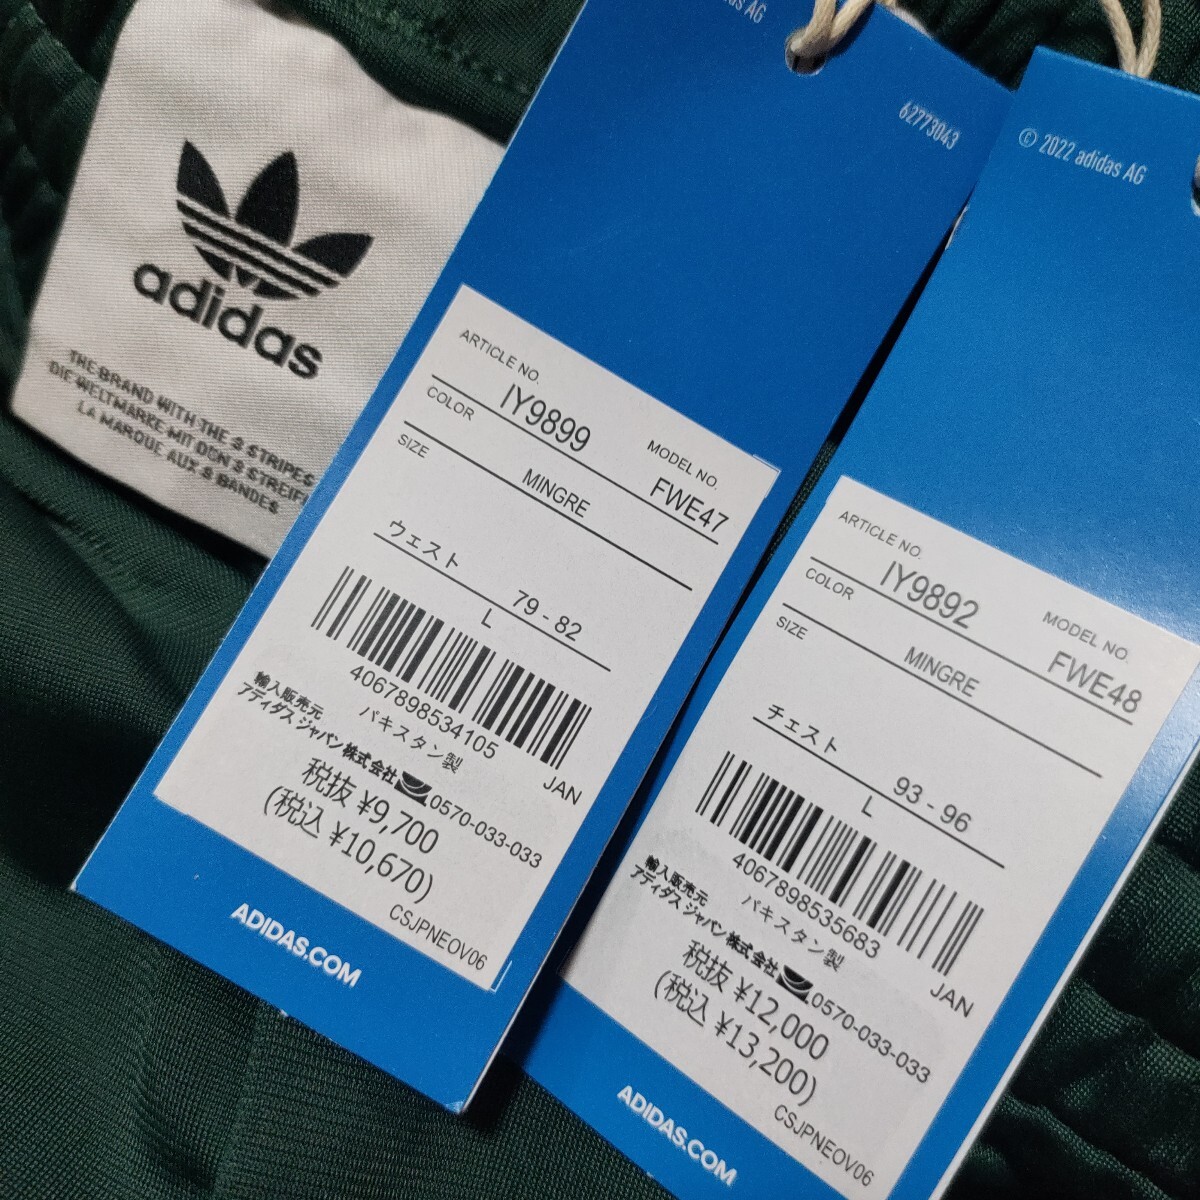 adidas
THE BRAND WITH THE 3 STRIPES
DIE WELTMARKE MIT DEN 3 STREIFEN
LA MARQUE AUX 3 BANDES
adidas AG
62773043
ARTICLE NO.
IY9899
MODEL NO.
FWE47
COLOR
MINGRE
SIZE
ウェスト
79 - 82
L
4067898534105
JAN
パキスタン製
輸入販売元
アディダス ジャパン株式会社
0570-033-033
税抜 ¥9,700
(税込 ¥10,670)
CSJPNEOV06
ADIDAS.COM
© 2022 adidas AG
ARTICLE NO.
IY9892
MODEL NO.
FWE48
COLOR
MINGRE
SIZE
チェスト
93 - 96
L
4067898535683
JAN
パキスタン製
輸入販売元
アディダス ジャパン株式会社
0570-033-033
税抜 ¥12,000
(税込 ¥13,200)
CSJPNEOV06
ADIDAS.COM